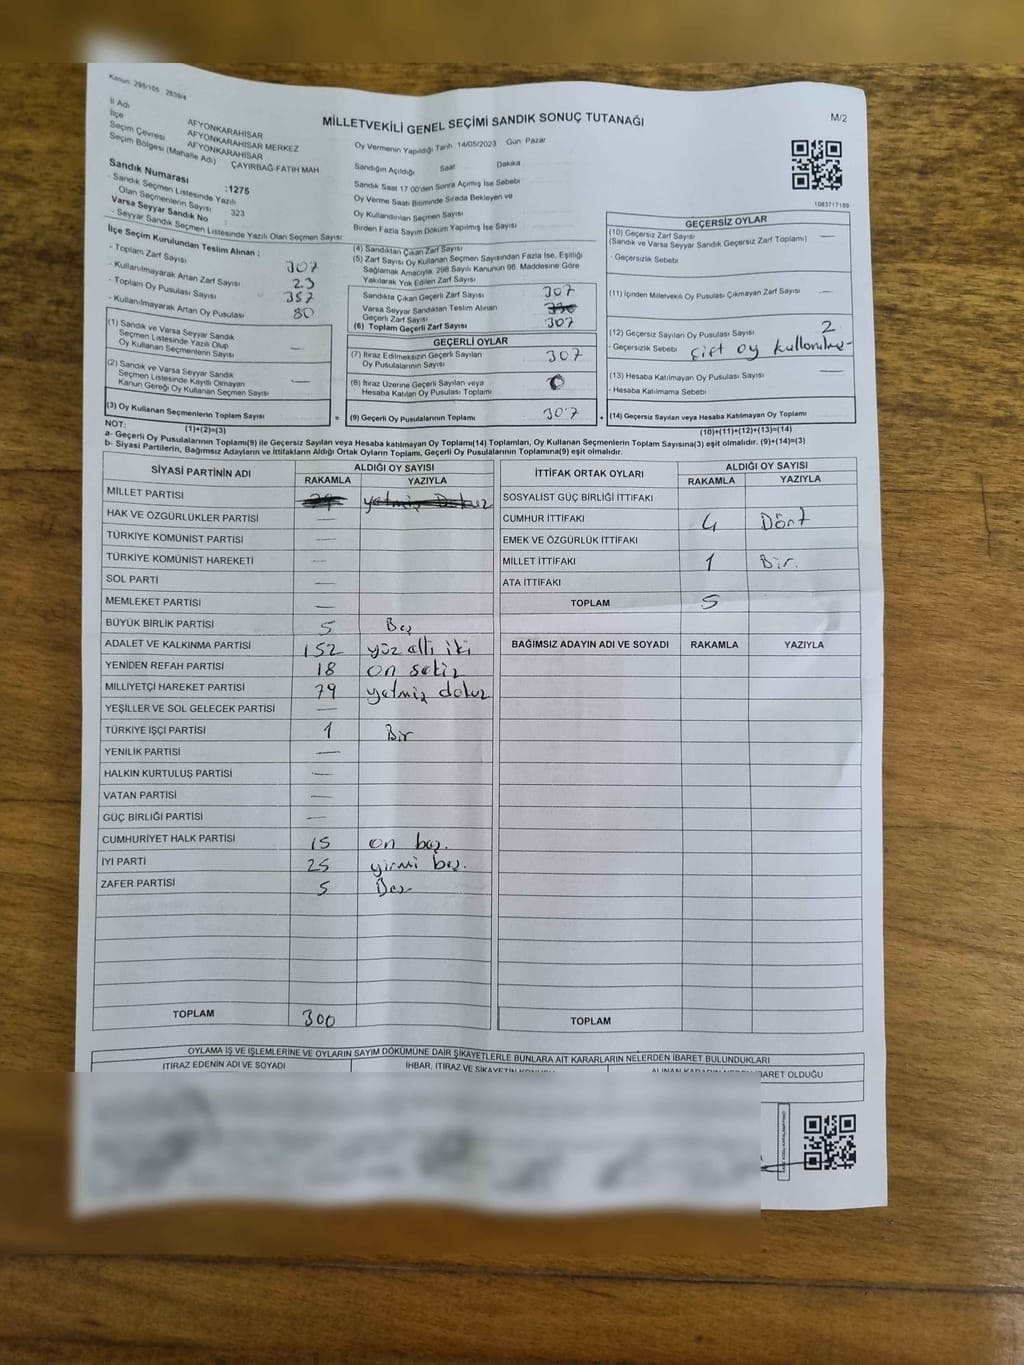 Kanun: 298/105 , 2839/4
MİLLETVEKİLİ GENEL SEÇİMİ SANDIK SONUÇ TUTANAĞI
M/2
İl Adı AFYONKARAHİSAR
İlçe AFYONKARAHİSAR MERKEZ
Seçim Çevresi AFYONKARAHİSAR
Seçim Bölgesi (Mahalle Adı) ÇAYIRBAĞ-FATİH MAH
Sandık Numarası :1275
- Sandık Seçmen Listesinde Yazılı
Olan Seçmenlerin Sayısı 323
Varsa Seyyar Sandık No :
- Seyyar Sandık Seçmen Listesinde Yazılı Olan Seçmen Sayısı:
Oy Vermenin Yapıldığı Tarih 14/05/2023 Gün Pazar
Sandığın Açıldığı Saat Dakika
Sandık Saat 17:00'den Sonra Açılmış İse Sebebi
Oy Verme Saati Bitiminde Sırada Bekleyen ve
Oy Kullandırılan Seçmen Sayısı
Birden Fazla Sayım Döküm Yapılmış İse Sayısı
1083717189
İlçe Seçim Kurulundan Teslim Alınan :
- Toplam Zarf Sayısı 307
- Kullanılmayarak Artan Zarf Sayısı 23
- Toplam Oy Pusulası Sayısı 387
- Kullanılmayarak Artan Oy Pusulası 80
(1) Sandık ve Varsa Seyyar Sandık
Seçmen Listesinde Yazılı Olup
Oy Kullanan Seçmenlerin Sayısı —
(2) Sandık ve Varsa Seyyar Sandık
Seçmen Listesinde Kayıtlı Olmayan
Kanun Gereği Oy Kullanan Seçmen Sayısı —
(3) Oy Kullanan Seçmenlerin Toplam Sayısı
(1)+(2)=(3)
(4) Sandıktan Çıkan Zarf Sayısı
(5) Zarf Sayısı Oy Kullanan Seçmen Sayısından Fazla İse, Eşitliği
Sağlamak Amacıyla, 298 Sayılı Kanunun 98. Maddesine Göre
Yakılarak Yok Edilen Zarf Sayısı
Sandıkta Çıkan Geçerli Zarf Sayısı 307
Varsa Seyyar Sandıktan Teslim Alınan
Geçerli Zarf Sayısı
(6) Toplam Geçerli Zarf Sayısı 307
GEÇERLİ OYLAR
(7) İtiraz Edilmeksizin Geçerli Sayılan
Oy Pusulalarının Sayısı 307
(8) İtiraz Üzerine Geçerli Sayılan veya
Hesaba Katılan Oy Pusulası Toplamı 0
= (9) Geçerli Oy Pusulalarının Toplamı 307
GEÇERSİZ OYLAR
(10) Geçersiz Zarf Sayısı —
(Sandık ve Varsa Seyyar Sandık Geçersiz Zarf Toplamı)
- Geçersizlik Sebebi
(11) İçinden Milletvekili Oy Pusulası Çıkmayan Zarf Sayısı —
(12) Geçersiz Sayılan Oy Pusulası Sayısı 2
- Geçersizlik Sebebi çift oy
(13) Hesaba Katılmayan Oy Pusulası Sayısı —
- Hesaba Katılmama Sebebi
+ (14) Geçersiz Sayılan veya Hesaba Katılmayan Oy Toplamı
(10)+(11)+(12)+(13)=(14)
NOT:
a- Geçerli Oy Pusulaları Toplamı(9) ile Geçersiz Sayılan veya Hesaba katılmayan Oy Toplamı(14) Toplamları, Oy Kullanan Seçmenlerin Toplam Sayısına(3) eşit olmalıdır. (9)+(14)=(3)
b- Siyasi Partilerin, Bağımsız Adayların ve İttifakların Aldığı Ortak Oyların Toplamı, Geçerli Oy Pusulalarının Toplamına(9) eşit olmalıdır.
SİYASİ PARTİNİN ADI ALDIĞI OY SAYISI
RAKAMLA YAZIYLA
MİLLET PARTİSİ 79 yetmiş Dokuz
HAK VE ÖZGÜRLÜKLER PARTİSİ —
TÜRKİYE KOMÜNİST PARTİSİ —
TÜRKİYE KOMÜNİST HAREKETİ —
SOL PARTİ —
MEMLEKET PARTİSİ —
BÜYÜK BİRLİK PARTİSİ 5 Beş
ADALET VE KALKINMA PARTİSİ 152 yüz elli iki
YENİDEN REFAH PARTİSİ 18 on sekiz
MİLLİYETÇİ HAREKET PARTİSİ 79 yetmiş dokuz
YEŞİLLER VE SOL GELECEK PARTİSİ —
TÜRKİYE İŞÇİ PARTİSİ 1 Bir
YENİLİK PARTİSİ —
HALKIN KURTULUŞ PARTİSİ —
VATAN PARTİSİ —
GÜÇ BİRLİĞİ PARTİSİ —
CUMHURİYET HALK PARTİSİ 15 on beş.
İYİ PARTİ 25 yirmi beş.
ZAFER PARTİSİ 5 Beş
TOPLAM 300
İTTİFAK ORTAK OYLARI ALDIĞI OY SAYISI
RAKAMLA YAZIYLA
SOSYALİST GÜÇ BİRLİĞİ İTTİFAKI
CUMHUR İTTİFAKI 4 Dört
EMEK VE ÖZGÜRLÜK İTTİFAKI
MİLLET İTTİFAKI 1 Bir.
ATA İTTİFAKI
TOPLAM 5
BAĞIMSIZ ADAYIN ADI VE SOYADI RAKAMLA YAZIYLA
TOPLAM
OYLAMA İŞ VE İŞLEMLERİNE VE OYLARIN SAYIM DÖKÜMÜNE DAİR ŞİKAYETLERLE BUNLARA AİT KARARLARIN NELERDEN İBARET BULUNDUKLARI
İTİRAZ EDENİN ADI VE SOYADI
İHBAR, İTİRAZ VE ŞİKAYETİN KONUSU
ALINAN KARARIN NEDEN İBARET OLDUĞU